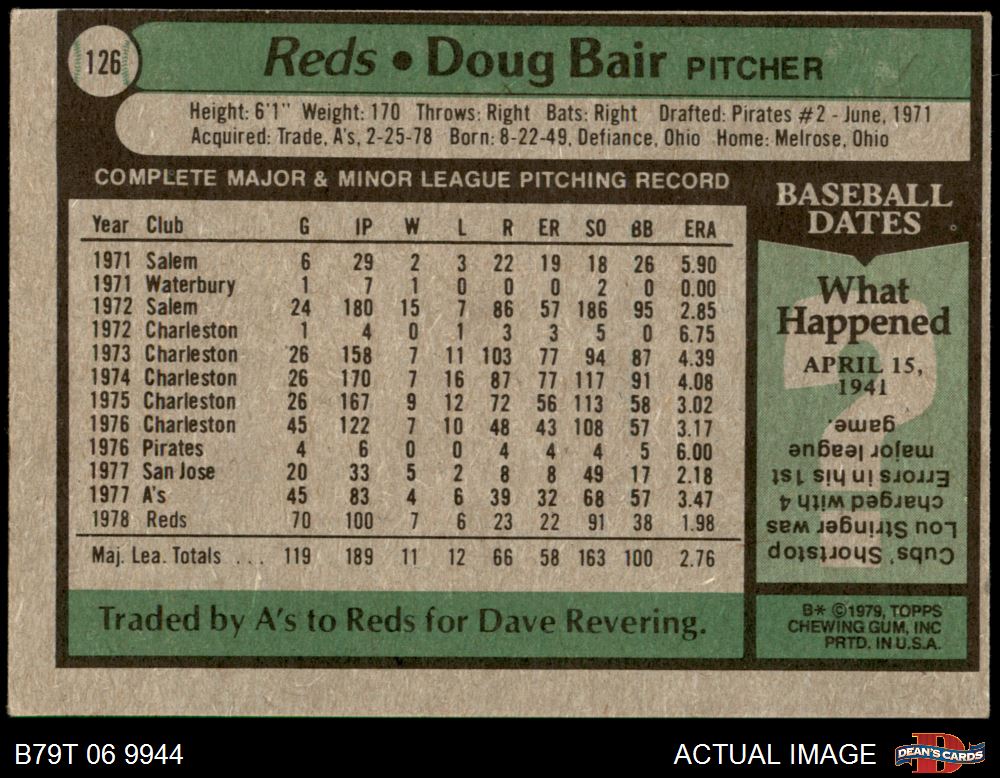 126
Reds • Doug Bair PITCHER
Height: 6'1" Weight: 170 Throws: Right Bats: Right Drafted: Pirates #2 - June, 1971
Acquired: Trade, A's, 2-25-78 Born: 8-22-49, Defiance, Ohio Home: Melrose, Ohio
COMPLETE MAJOR & MINOR LEAGUE PITCHING RECORD
Year Club G IP W L R ER SO BB ERA
1971 Salem 6 29 2 3 22 19 18 26 5.90
1971 Waterbury 1 7 1 0 0 0 2 0 0.00
1972 Salem 24 180 15 7 86 57 186 95 2.85
1972 Charleston 1 4 0 1 3 3 5 0 6.75
1973 Charleston 26 158 7 11 103 77 94 87 4.39
1974 Charleston 26 170 7 16 87 77 117 91 4.08
1975 Charleston 26 167 9 12 72 56 113 58 3.02
1976 Charleston 45 122 7 10 48 43 108 57 3.17
1976 Pirates 4 6 0 0 4 4 4 5 6.00
1977 San Jose 20 33 5 2 8 8 49 17 2.18
1977 A's 45 83 4 6 39 32 68 57 3.47
1978 Reds 70 100 7 6 23 22 91 38 1.98
Maj. Lea. Totals . . . 119 189 11 12 66 58 163 100 2.76
Traded by A's to Reds for Dave Revering.
BASEBALL
DATES
What
Happened
APRIL 15,
1941
Cubs' Shortstop
Lou Stringer was
charged with 4
Errors in his 1st
major league
game.
B* ©1979, TOPPS
CHEWING GUM, INC
PRTD. IN U.S.A.
B79T 06 9944
ACTUAL IMAGE
DEAN'S CARDS